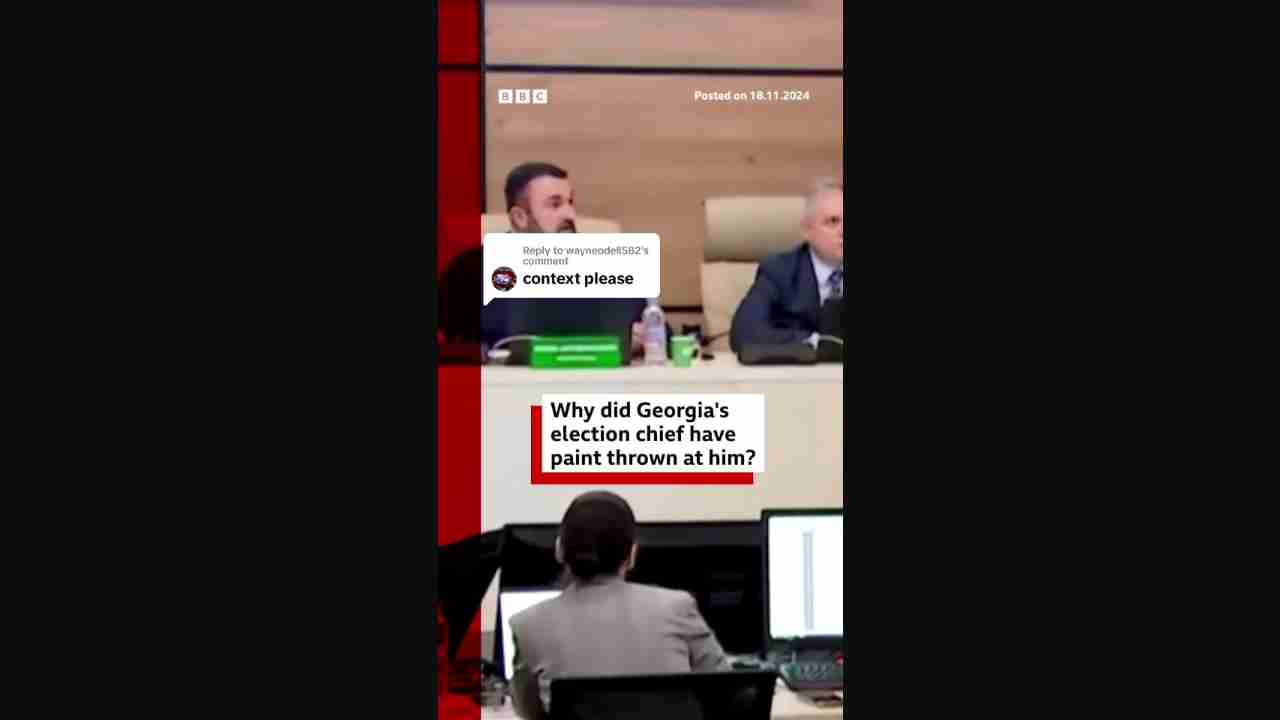 BBC
Posted on 18.11.2024
Reply to wayneodell582's
comment
context please
Why did Georgia's
election chief have
paint thrown at him?